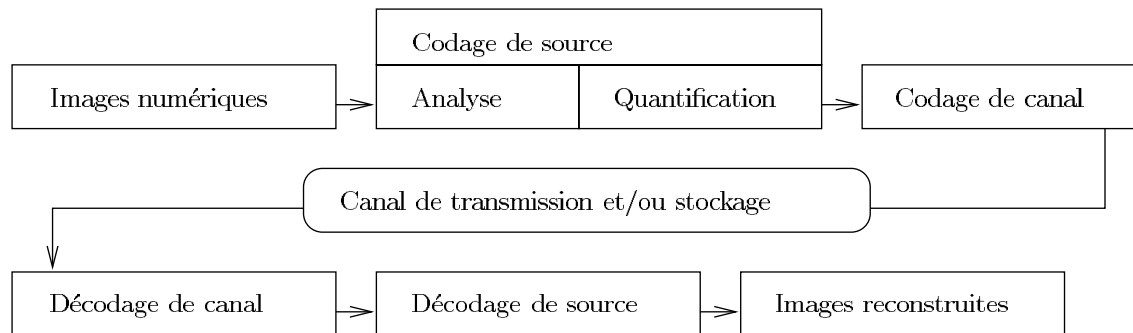 Codage de source
Images numériques
Analyse
Quantification
Codage de canal
Canal de transmission et/ou stockage
Décodage de canal
Décodage de source
Images reconstruites